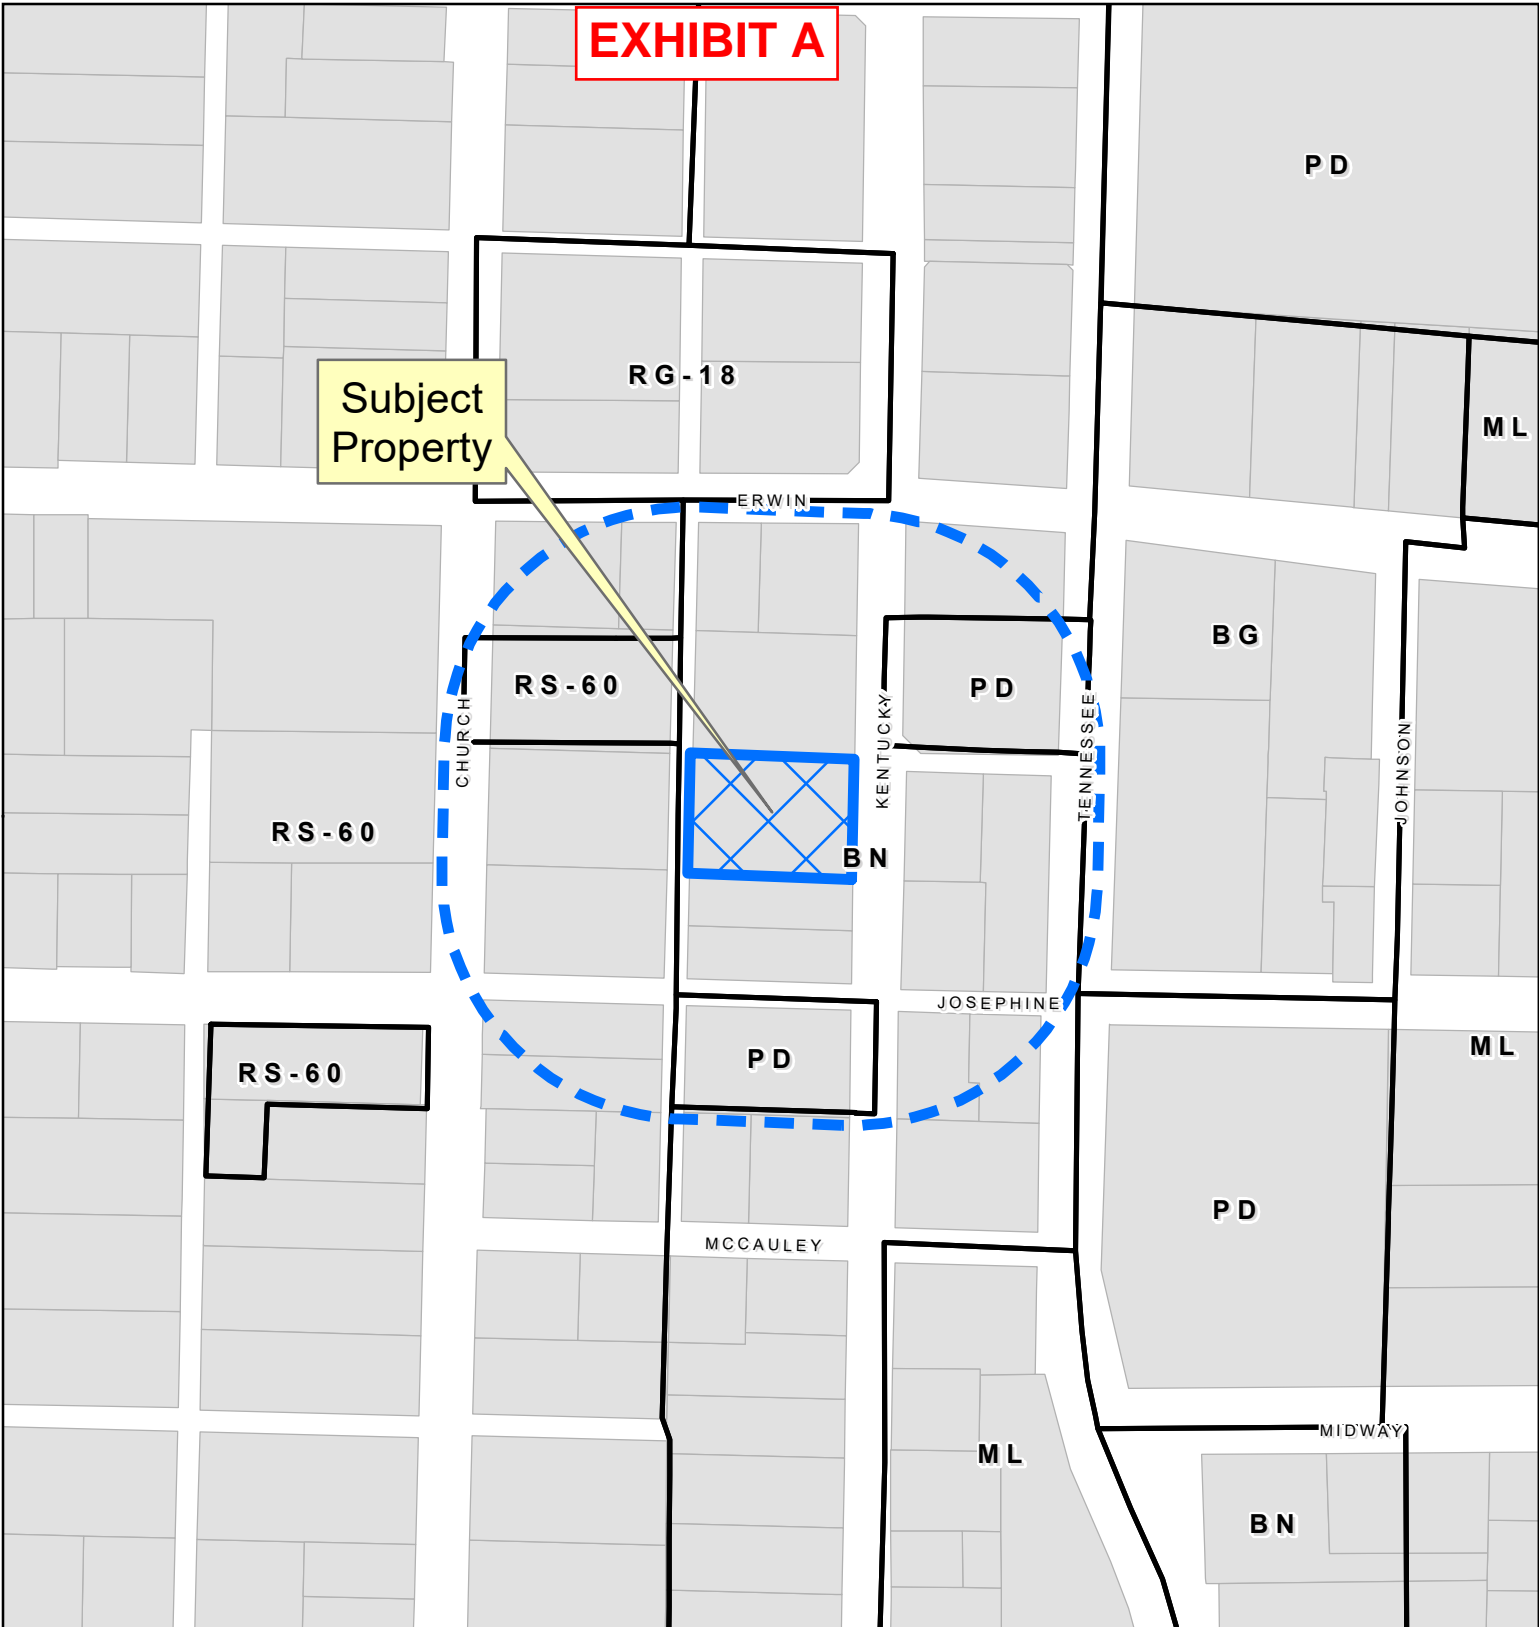 EXHIBIT A
PD
RG-18
Subject
Property
ML
ERWIN
BG
RS-60
PD
CHURCH
KENTUCKY
TENNESSEE
JOHNSON
RS-60
BN
JOSEPHINE
ML
RS-60
PD
PD
MCCAULEY
MIDWAY
ML
BN